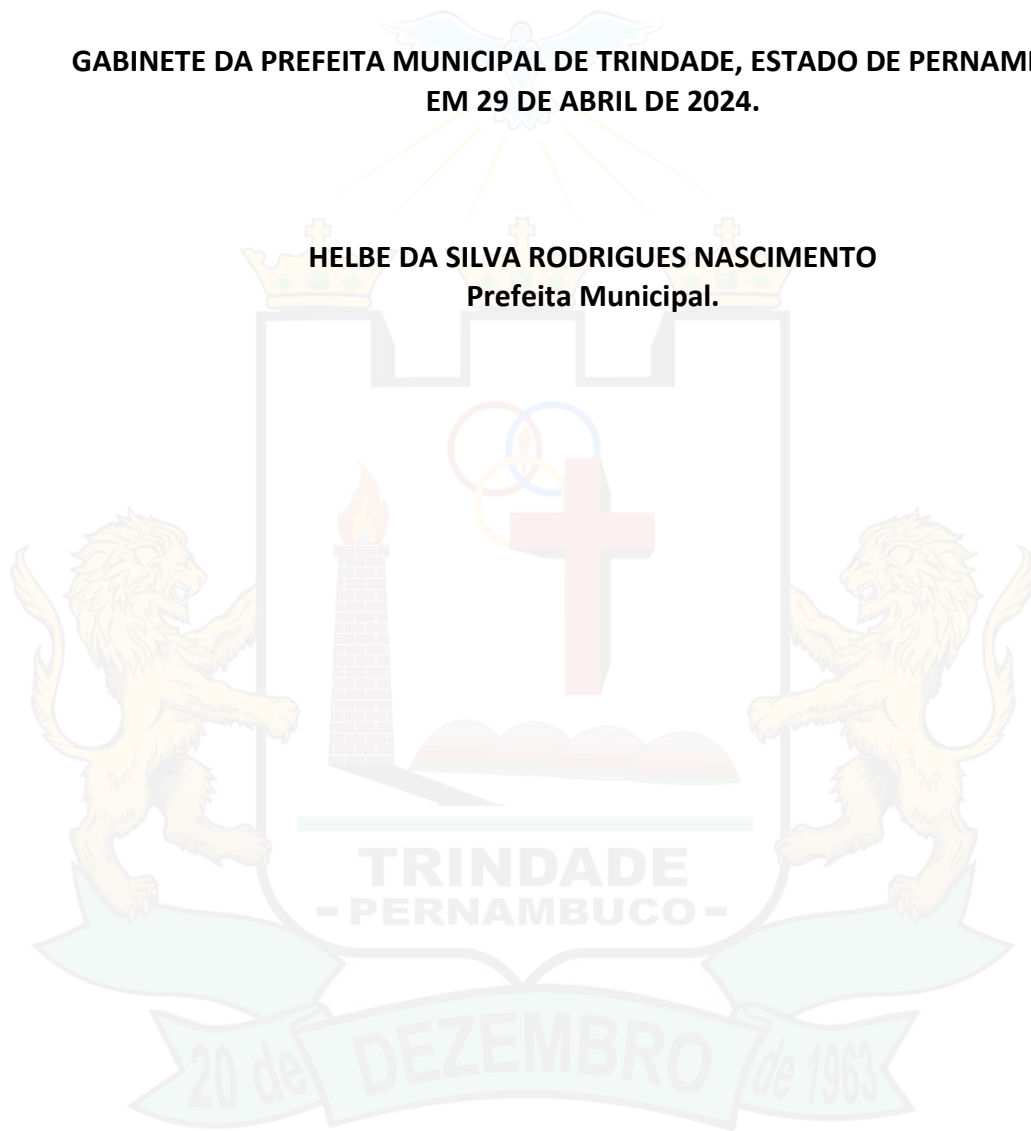 GABINETE DA PREFEITA MUNICIPAL DE TRINDADE, ESTADO DE
EM 29 DE ABRIL DE 2024.
HELBE DA SILVA RODRIGUES NASCIMENTO
Prefeita Municipal.
TRINDADE
- PERNAMBUCO -
20 de DEZEMBRO de 1963